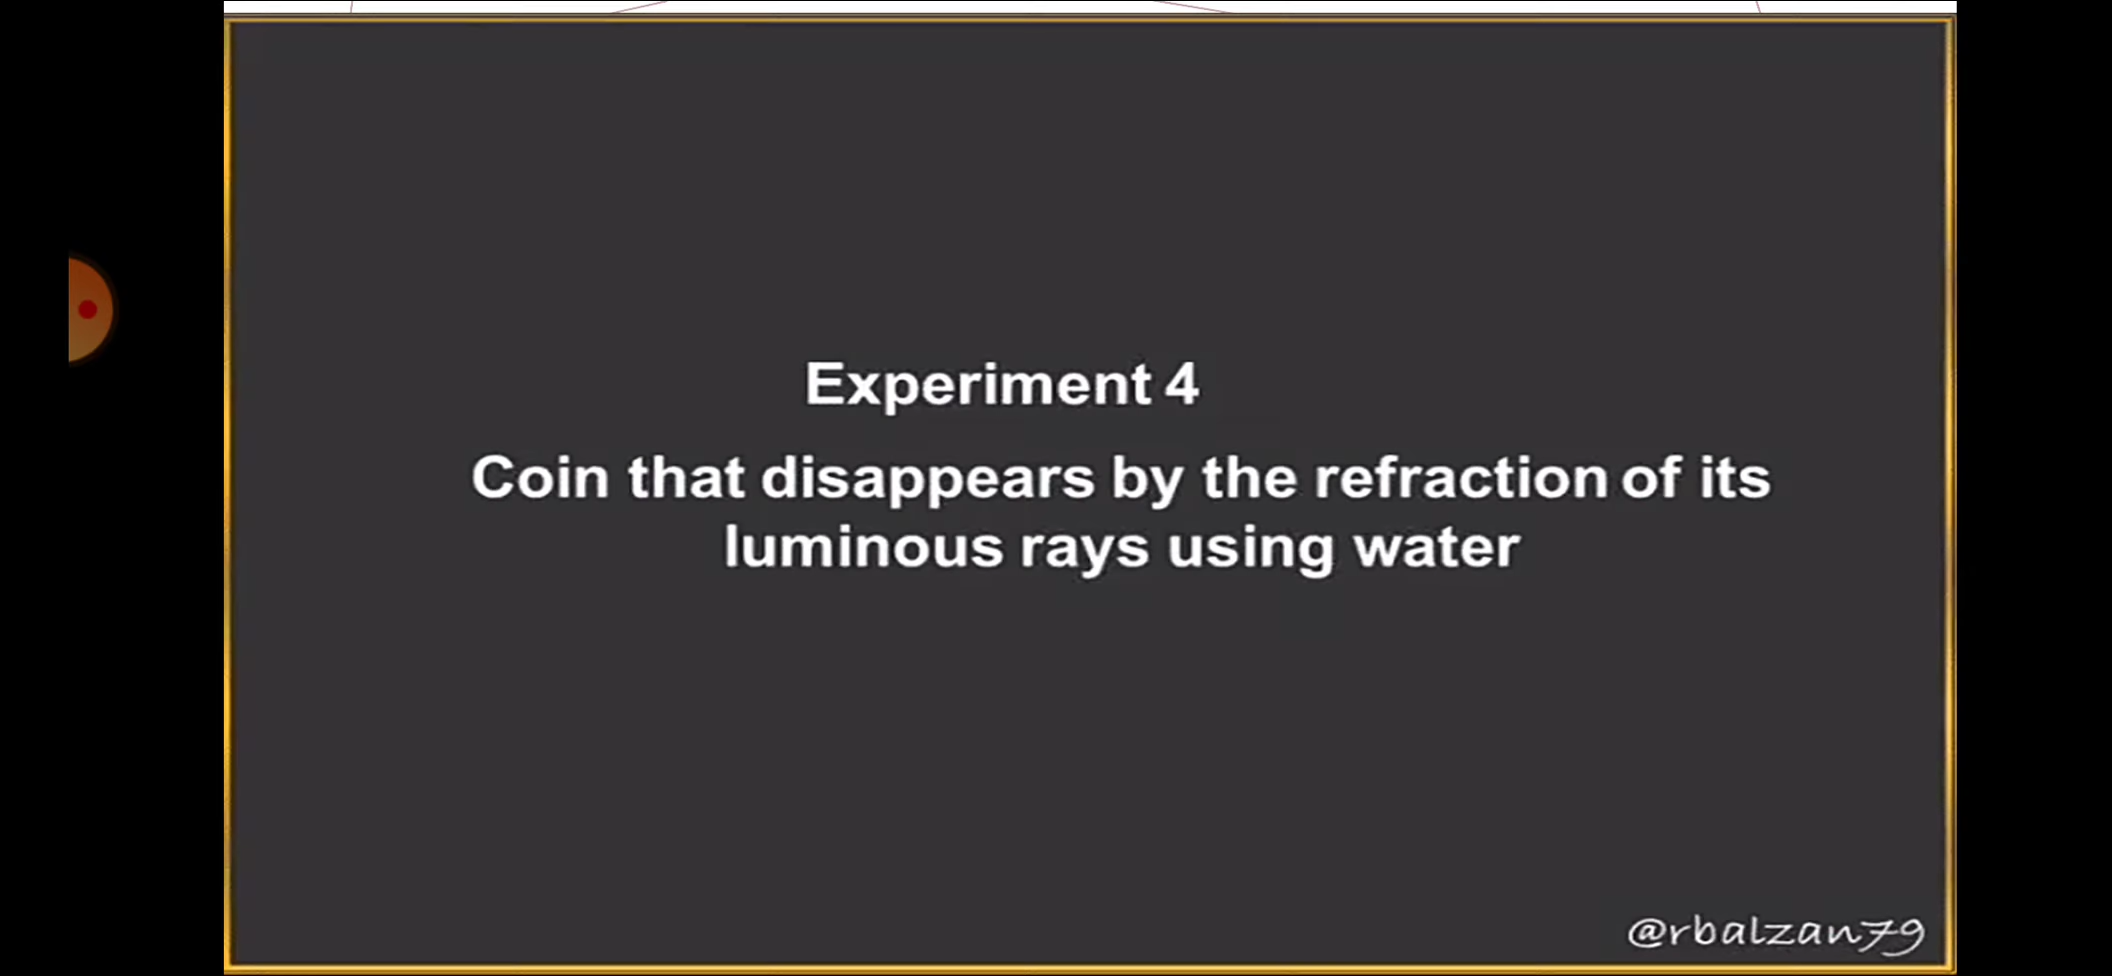 Experiment 4
Coin that disappears by the refraction of its
luminous rays using water
@rbalzan79